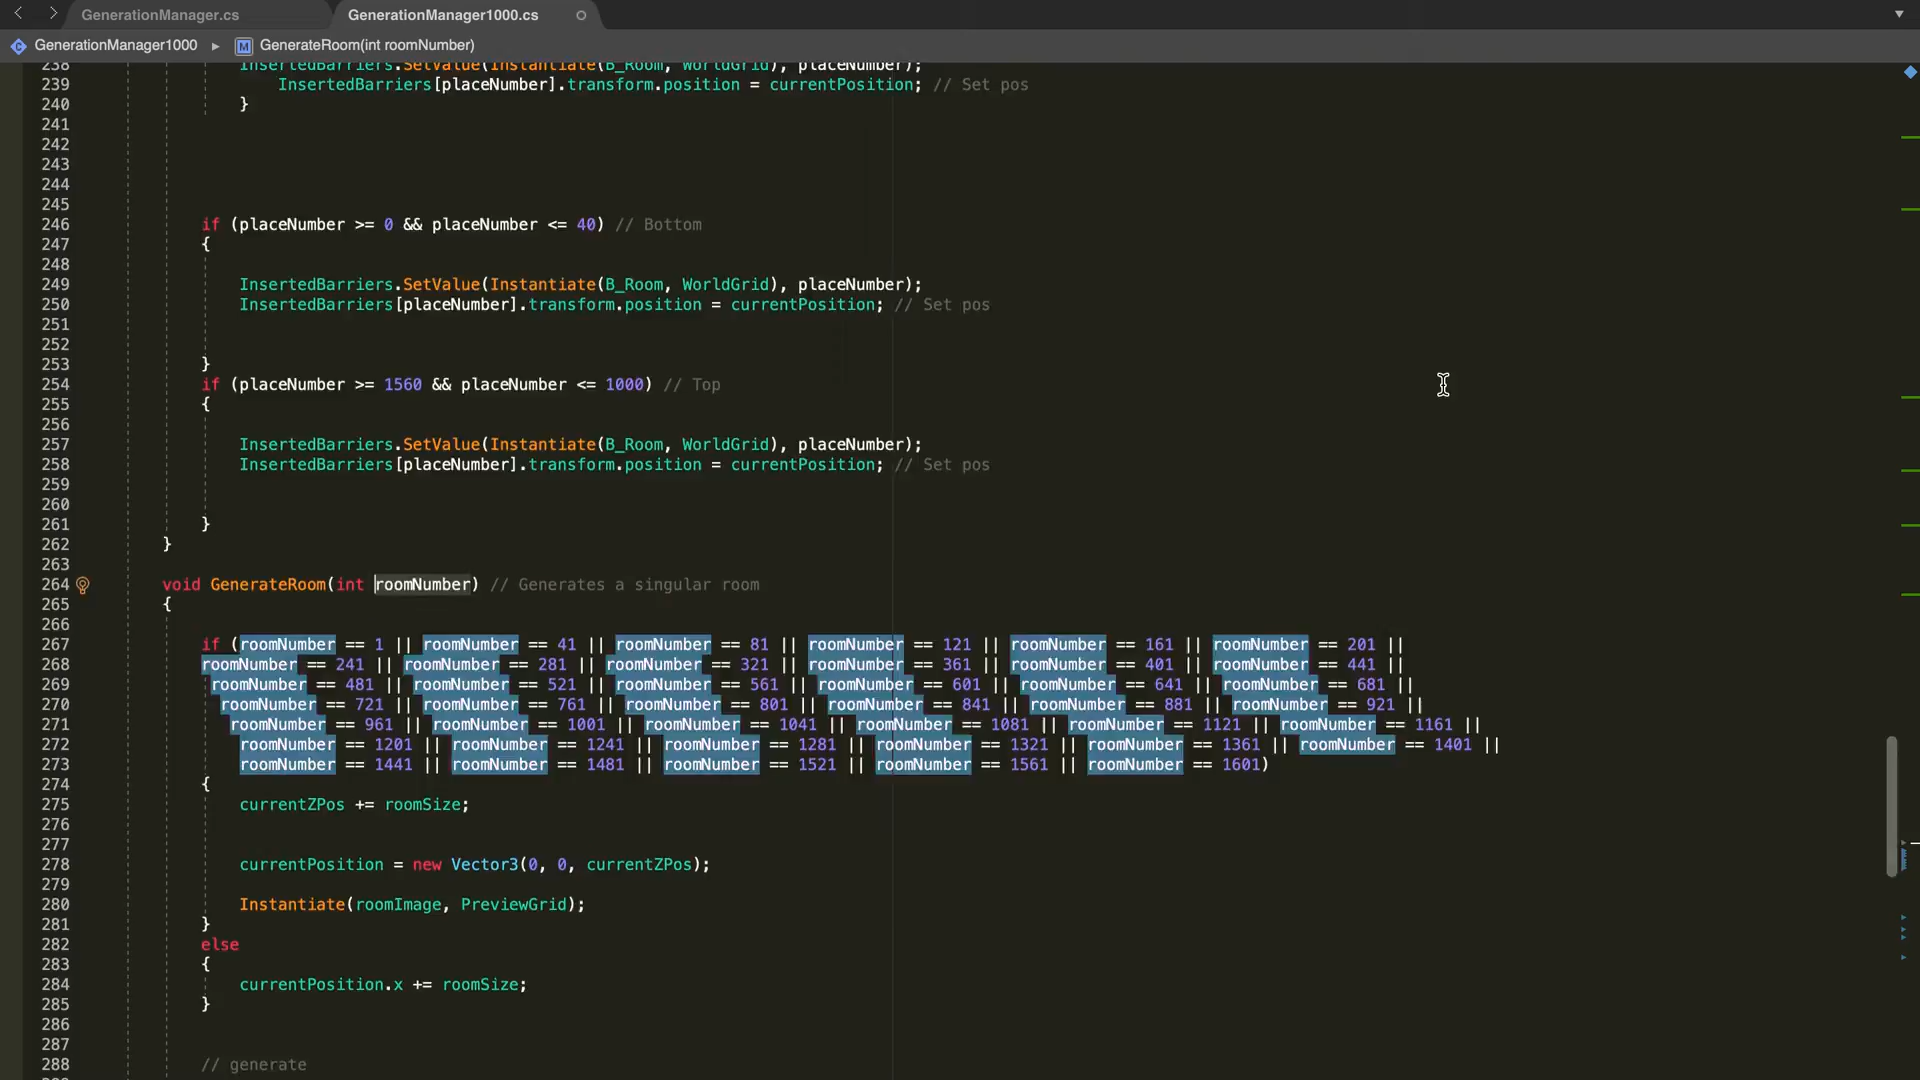 GenerationManager.cs
GenerationManager1000.cs
GenerationManager1000 ▸ M GenerateRoom(int roomNumber)
238 InsertedBarriers.SetValue(Instantiate(B_Room, WorldGrid), placeNumber);
239 InsertedBarriers[placeNumber].transform.position = currentPosition; // Set pos
240 }
241
242
243
244
245
246 if (placeNumber >= 0 && placeNumber <= 40) // Bottom
247 {
248
249 InsertedBarriers.SetValue(Instantiate(B_Room, WorldGrid), placeNumber);
250 InsertedBarriers[placeNumber].transform.position = currentPosition; // Set pos
251
252
253 }
254 if (placeNumber >= 1560 && placeNumber <= 1000) // Top
255 {
256
257 InsertedBarriers.SetValue(Instantiate(B_Room, WorldGrid), placeNumber);
258 InsertedBarriers[placeNumber].transform.position = currentPosition; // Set pos
259
260
261 }
262 }
263
264 void GenerateRoom(int roomNumber) // Generates a singular room
265 {
266
267 if (roomNumber == 1 || roomNumber == 41 || roomNumber == 81 || roomNumber == 121 || roomNumber == 161 || roomNumber == 201 ||
268 roomNumber == 241 || roomNumber == 281 || roomNumber == 321 || roomNumber == 361 || roomNumber == 401 || roomNumber == 441 ||
269 roomNumber == 481 || roomNumber == 521 || roomNumber == 561 || roomNumber == 601 || roomNumber == 641 || roomNumber == 681 ||
270 roomNumber == 721 || roomNumber == 761 || roomNumber == 801 || roomNumber == 841 || roomNumber == 881 || roomNumber == 921 ||
271 roomNumber == 961 || roomNumber == 1001 || roomNumber == 1041 || roomNumber == 1081 || roomNumber == 1121 || roomNumber == 1161 ||
272 roomNumber == 1201 || roomNumber == 1241 || roomNumber == 1281 || roomNumber == 1321 || roomNumber == 1361 || roomNumber == 1401 ||
273 roomNumber == 1441 || roomNumber == 1481 || roomNumber == 1521 || roomNumber == 1561 || roomNumber == 1601)
274 {
275 currentZPos += roomSize;
276
277
278 currentPosition = new Vector3(0, 0, currentZPos);
279
280 Instantiate(roomImage, PreviewGrid);
281 }
282 else
283 {
284 currentPosition.x += roomSize;
285 }
286
287
288 // generate